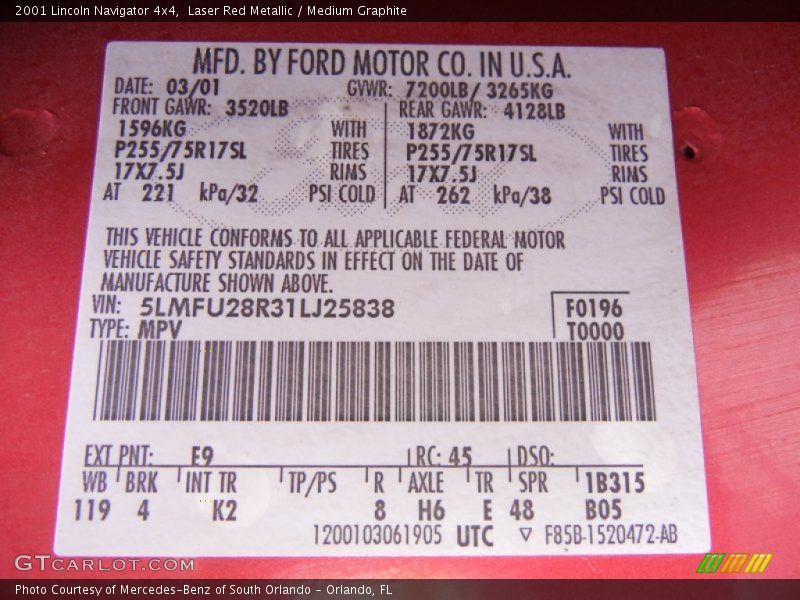 2001 Lincoln Navigator 4x4,  Laser Red Metallic / Medium Graphite
MFD. BY FORD MOTOR CO. IN U.S.A.
DATE: 03/01 GVWR: 7200LB/ 3265KG
FRONT GAWR: 3520LB REAR GAWR: 4128LB
1596KG WITH 1872KG WITH
P255/75R17SL TIRES P255/75R17SL TIRES
17X7.5J RIMS 17X7.5J RIMS
AT 221 kPa/32 PSI COLD AT 262 kPa/38 PSI COLD
THIS VEHICLE CONFORMS TO ALL APPLICABLE FEDERAL MOTOR
VEHICLE SAFETY STANDARDS IN EFFECT ON THE DATE OF
MANUFACTURE SHOWN ABOVE.
VIN: 5LMFU28R31LJ25838 F0196
TYPE: MPV T0000
EXT PNT: E9 RC: 45 DSO:
WB BRK INT TR TP/PS R AXLE TR SPR 1B315
119 4 K2 8 H6 E 48 B05
1200103061905 UTC ▽ F85B-1520472-AB
GTCARLOT.COM
Photo Courtesy of Mercedes-Benz of South Orlando - Orlando, FL